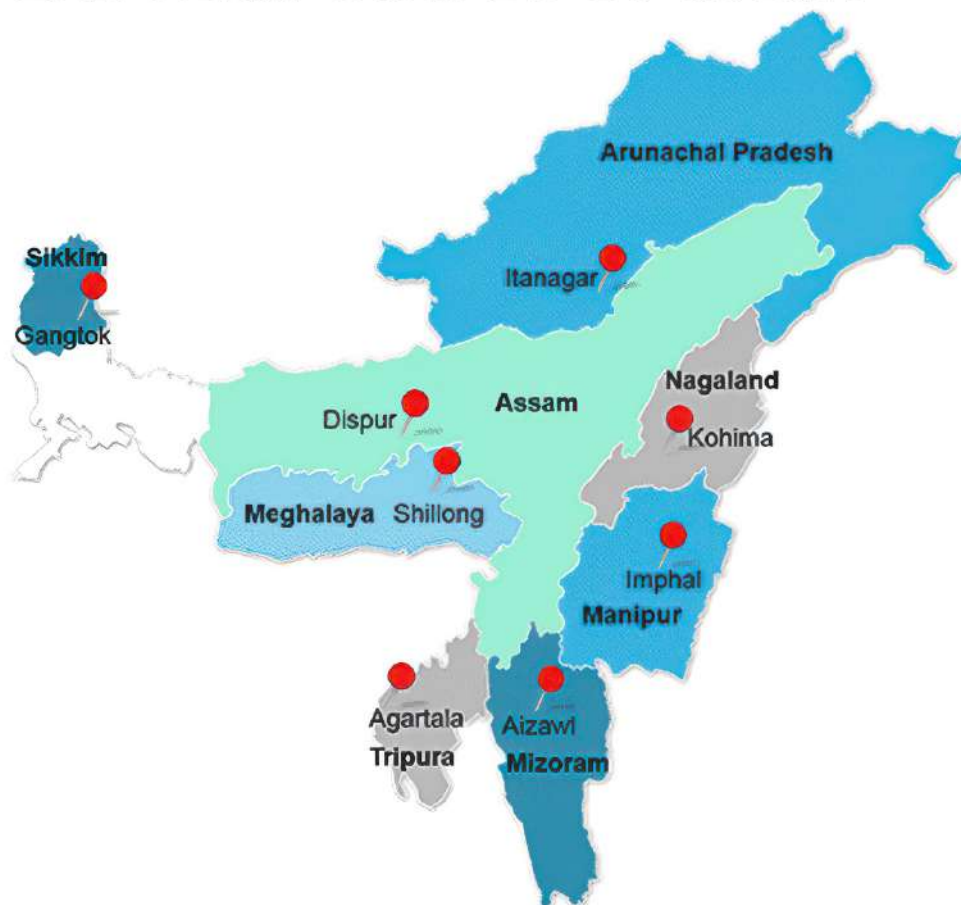 Arunachal Pradesh
Sikkim
Itanagar
Gangtok
Nagaland
Assam
Dispur
Kohima
Meghalaya Shillong
Imphal
Manipur
Agartala
Aizawl
Tripura
Mizoram